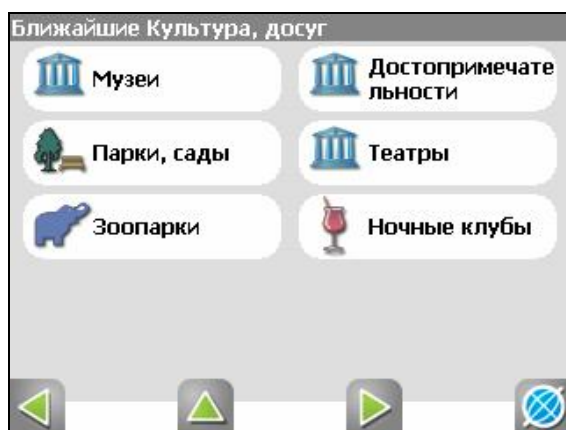 Ближайшие Культура, досуг
Музеи
Достопримечате
льности
Парки, сады
Театры
Зоопарки
Ночные клубы